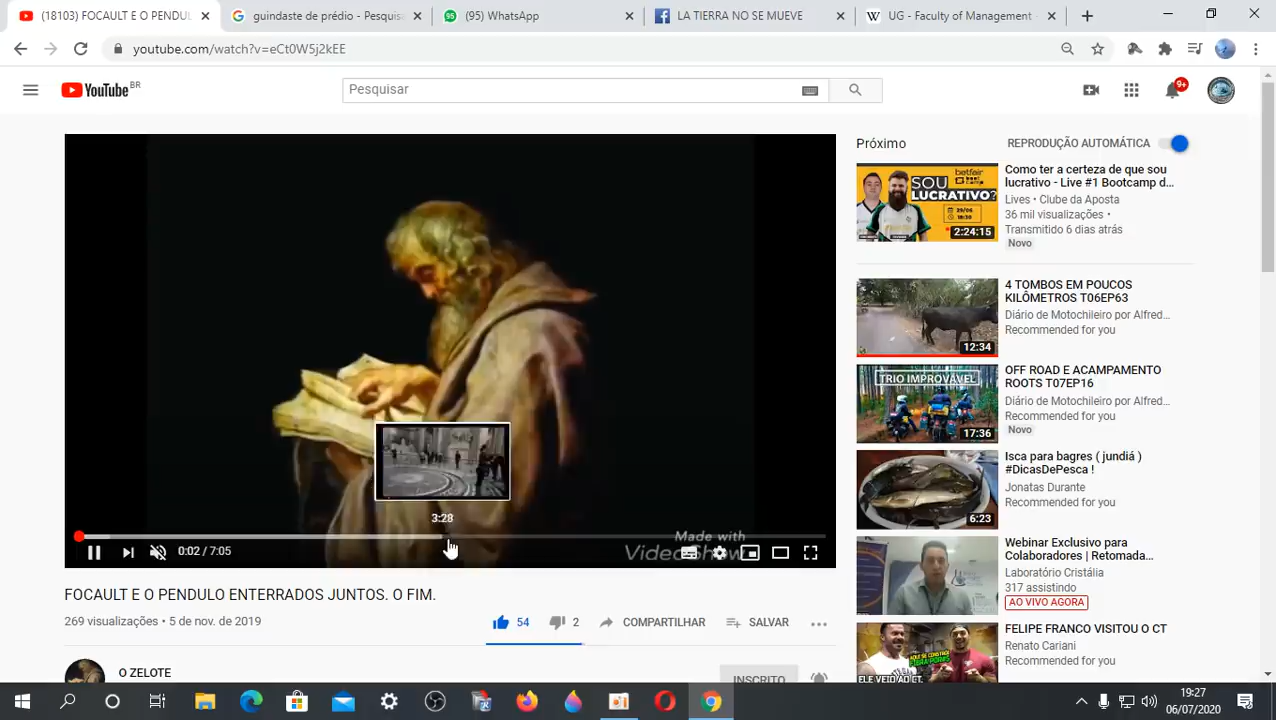 (18103) FOCAULT E O PENDUL
guindaste de prédio - Pesquis
(95) WhatsApp
LA TIERRA NO SE MUEVE
UG - Faculty of Management
youtube.com/watch?v=eCt0W5j2kEE
YouTube BR
Pesquisar
9+
Próximo
REPRODUÇÃO AUTOMÁTICA
betfair
SOU
LUCRATIVO?
2:24:15
Como ter a certeza de que sou
lucrativo - Live #1 Bootcamp d...
Lives • Clube da Aposta
36 mil visualizações •
Transmitido 6 dias atrás
Novo
12:34
4 TOMBOS EM POUCOS
KILÔMETROS T06EP63
Diário de Motochileiro por Alfred...
Recommended for you
TRIO IMPROVÁVEL
17:36
OFF ROAD E ACAMPAMENTO
ROOTS T07EP16
Diário de Motochileiro por Alfred...
Recommended for you
Novo
6:23
Isca para bagres ( jundiá )
#DicasDePesca !
Jonatas Durante
Recommended for you
Webinar Exclusivo para
Colaboradores | Retomada...
Laboratório Cristália
317 assistindo
AO VIVO AGORA
FELIPE FRANCO VISITOU O CT
Renato Cariani
Recommended for you
3:28
Made with
0:02 / 7:05
FOCAULT E O PENDULO ENTERRADOS JUNTOS. O FIM.
269 visualizações • 5 de nov. de 2019
54
2
COMPARTILHAR
SALVAR
O ZELOTE
INSCRITO
19:27
06/07/2020